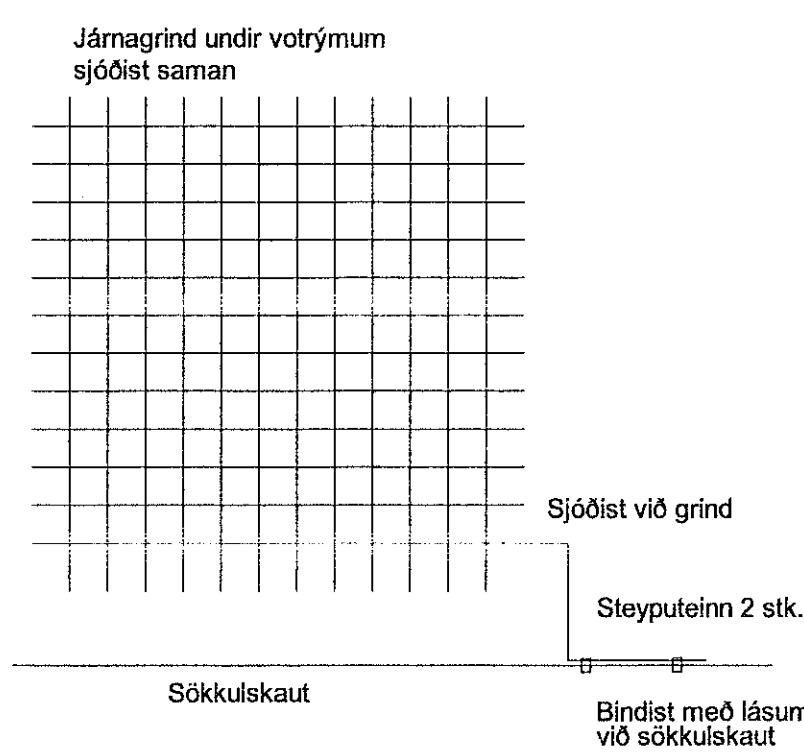 Járnagrind undir votrýmum
sjóðist saman
Sjóðist við grind
Steyputeinn 2 stk.
Sökkulskaut
Bindist með lásum
við sökkulskaut